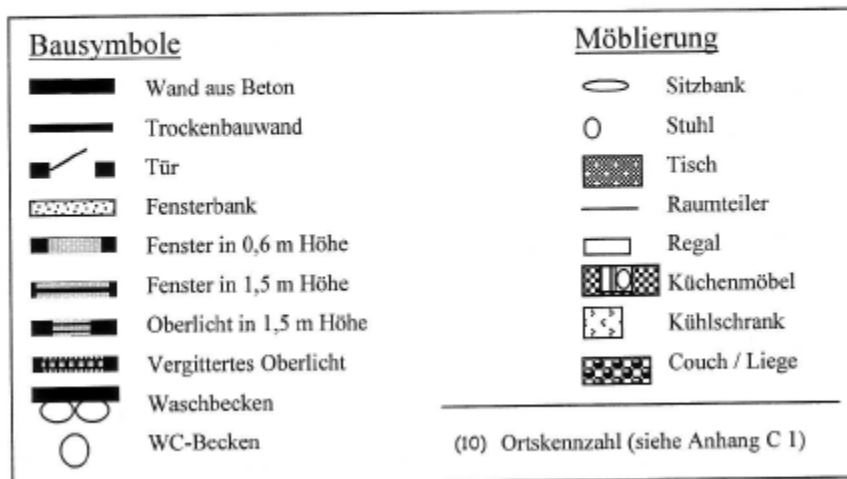 Bausymbole
Wand aus Beton
Trockenbauwand
Tür
Fensterbank
Fenster in 0,6 m Höhe
Fenster in 1,5 m Höhe
Oberlicht in 1,5 m Höhe
Vergittertes Oberlicht
Waschbecken
WC-Becken
Möblierung
Sitzbank
Stuhl
Tisch
Raumteiler
Regal
Küchenmöbel
Kühlschrank
Couch / Liege
(10) Ortskennzahl (siehe Anhang C 1)